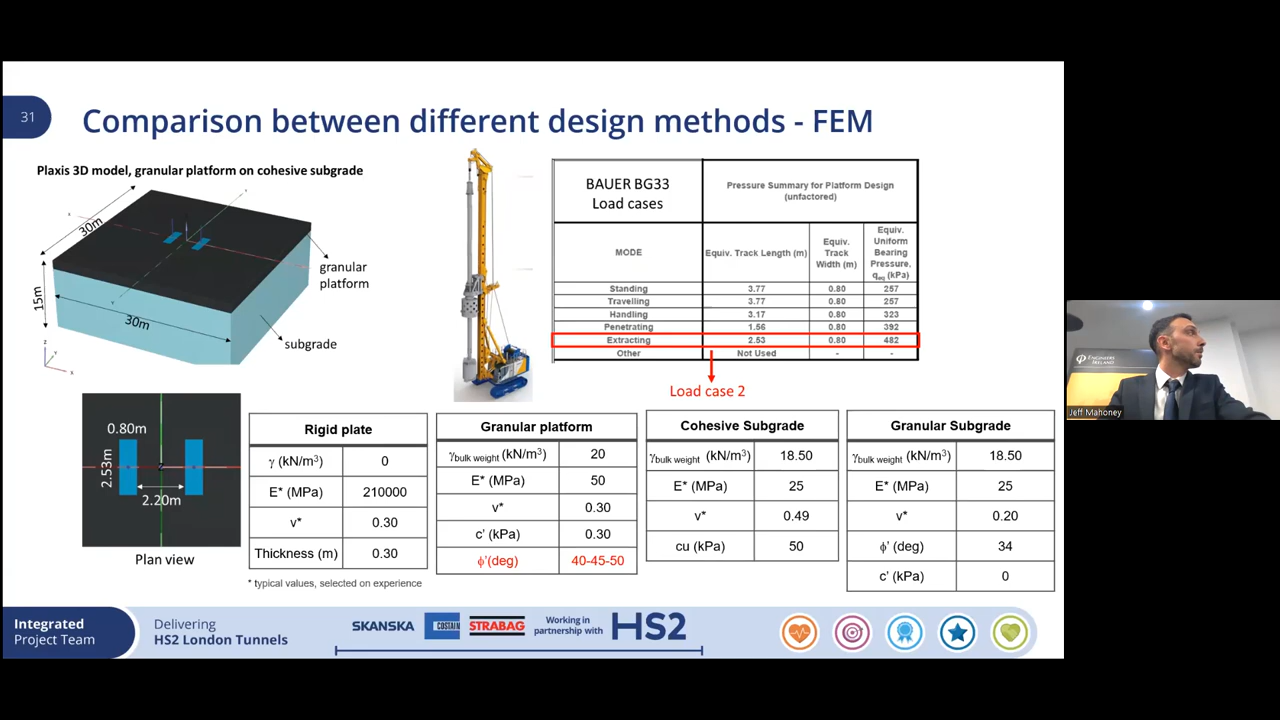 31
Comparison between different design methods - FEM
Plaxis 3D model, granular platform on cohesive subgrade
30m
15m
30m
granular
platform
subgrade
z
y
x
BAUER BG33
Load cases
Pressure Summary for Platform Design
(unfactored)
MODE
Equiv. Track Length (m)
Equiv.
Track
Width (m)
Equiv.
Uniform
Bearing
Pressure,
qeq (kPa)
Standing 3.77 0.80 257
Travelling 3.77 0.80 257
Handling 3.17 0.80 323
Penetrating 1.56 0.80 392
Extracting 2.53 0.80 482
Other Not Used - -
Load case 2
0.80m
2.53m
2.20m
Plan view
Rigid plate
γ (kN/m³) 0
E* (MPa) 210000
v* 0.30
Thickness (m) 0.30
* typical values, selected on experience
Granular platform
γbulk weight (kN/m³) 20
E* (MPa) 50
v* 0.30
c' (kPa) 0.30
ϕ'(deg) 40-45-50
Cohesive Subgrade
γbulk weight (kN/m³) 18.50
E* (MPa) 25
v* 0.49
cu (kPa) 50
Granular Subgrade
γbulk weight (kN/m³) 18.50
E* (MPa) 25
v* 0.20
ϕ' (deg) 34
c' (kPa) 0
Integrated
Project Team
Delivering
HS2 London Tunnels
SKANSKA
COSTAIN
STRABAG
Working in
partnership with
HS2
ENGINEERS
IRELAND
Jeff Mahoney